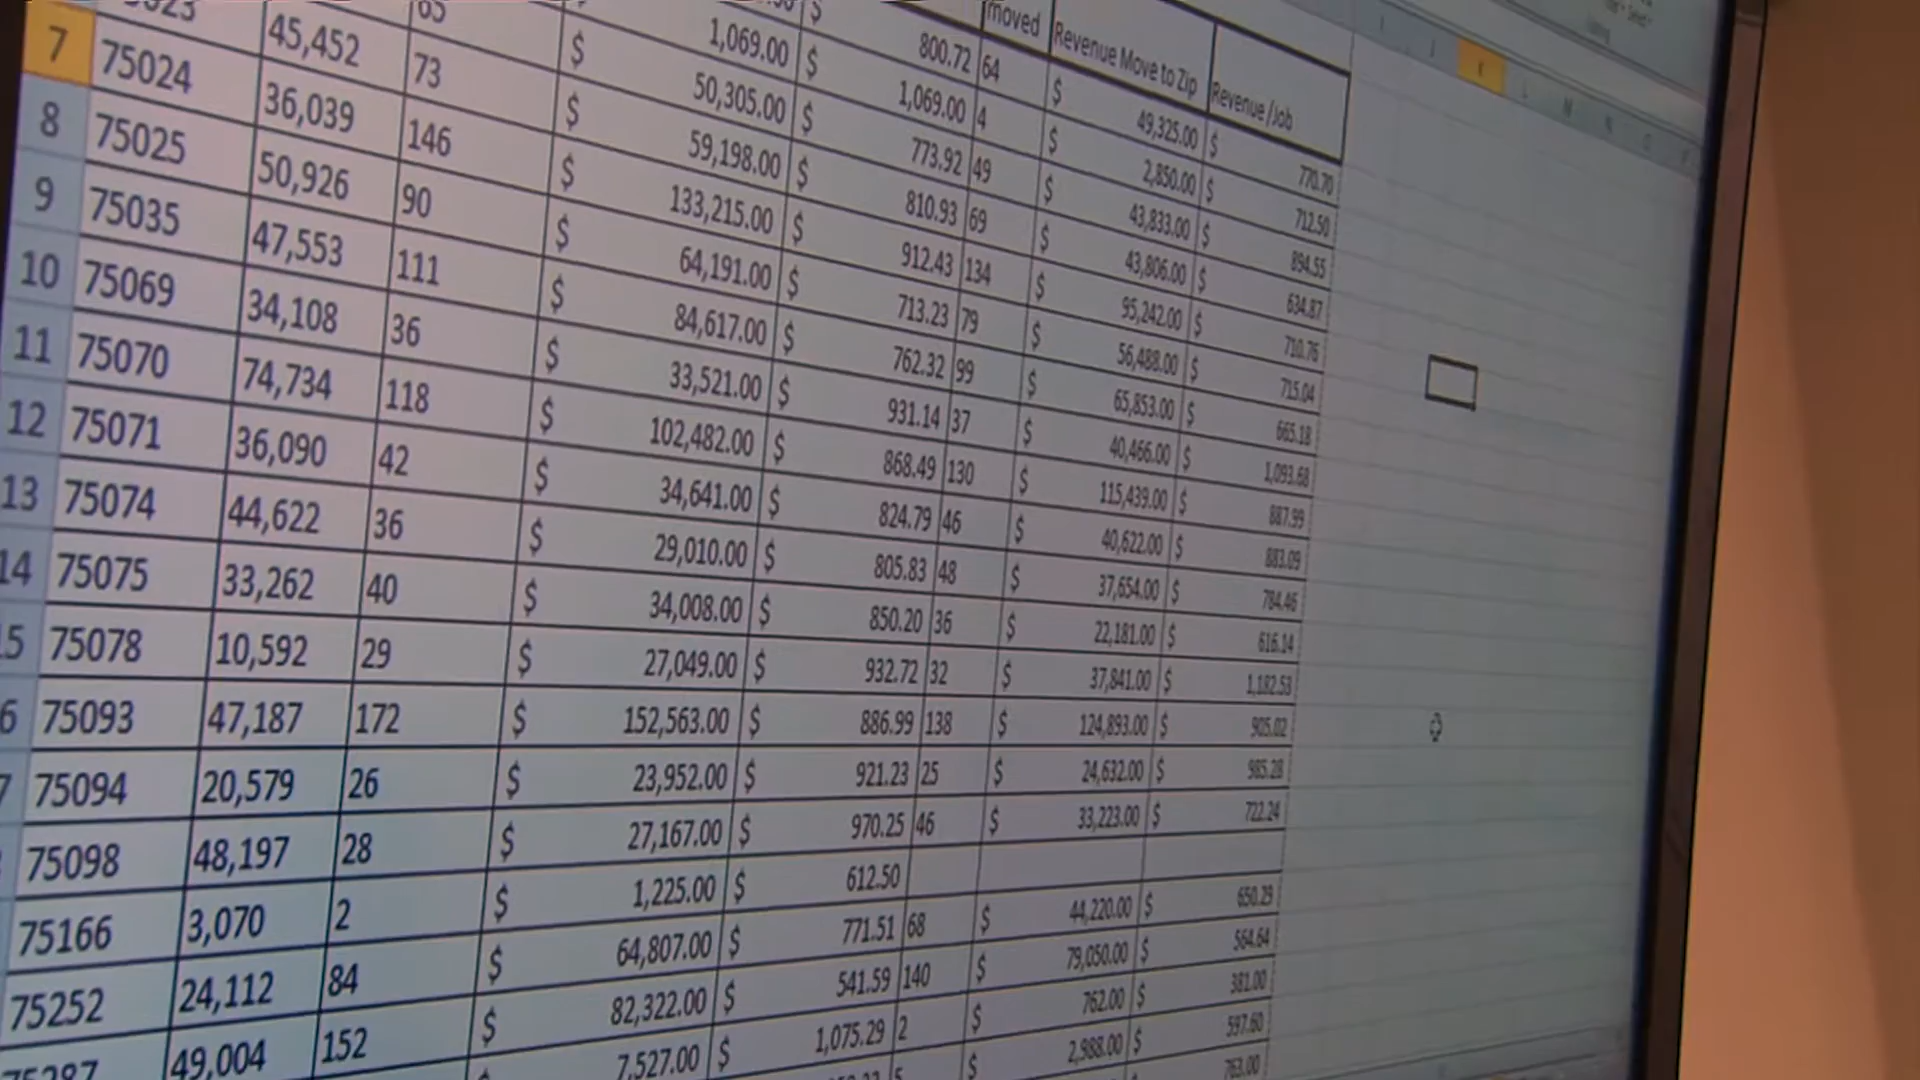 moved Revenue Move to Zip Revenue /Job
$ 800.72 64 $ 49,325.00 $ 770.70
$ 1,069.00 $ 1,069.00 4 $ 2,850.00 $ 712.50
65 $ 50,305.00 $ 773.92 49 $ 43,833.00 $ 894.55
45,452 73 $ 59,198.00 $ 810.93 69 $ 43,806.00 $ 634.87
7 75024 36,039 146 $ 133,215.00 $ 912.43 134 $ 95,242.00 $ 710.76
8 75025 50,926 90 $ 64,191.00 $ 713.23 79 $ 56,488.00 $ 715.04
9 75035 47,553 111 $ 84,617.00 $ 762.32 99 $ 65,853.00 $ 665.18
10 75069 34,108 36 $ 33,521.00 $ 931.14 37 $ 40,466.00 $ 1,093.68
11 75070 74,734 118 $ 102,482.00 $ 868.49 130 $ 115,439.00 $ 887.99
12 75071 36,090 42 $ 34,641.00 $ 824.79 46 $ 40,622.00 $ 883.09
13 75074 44,622 36 $ 29,010.00 $ 805.83 48 $ 37,654.00 $ 784.46
14 75075 33,262 40 $ 34,008.00 $ 850.20 36 $ 22,181.00 $ 616.14
15 75078 10,592 29 $ 27,049.00 $ 932.72 32 $ 37,841.00 $ 1,182.53
6 75093 47,187 172 $ 152,563.00 $ 886.99 138 $ 124,893.00 $ 905.02
7 75094 20,579 26 $ 23,952.00 $ 921.23 25 $ 24,632.00 $ 985.28
75098 48,197 28 $ 27,167.00 $ 970.25 46 $ 33,223.00 $ 722.24
75166 3,070 2 $ 1,225.00 $ 612.50
75252 24,112 84 $ 64,807.00 $ 771.51 68 $ 44,220.00 $ 650.29
75287 49,004 152 $ 82,322.00 $ 541.59 140 $ 79,050.00 $ 564.64
$ 7,527.00 $ 1,075.29 2 $ 762.00 $ 381.00
5 $ 2,988.00 $ 597.60
763.00